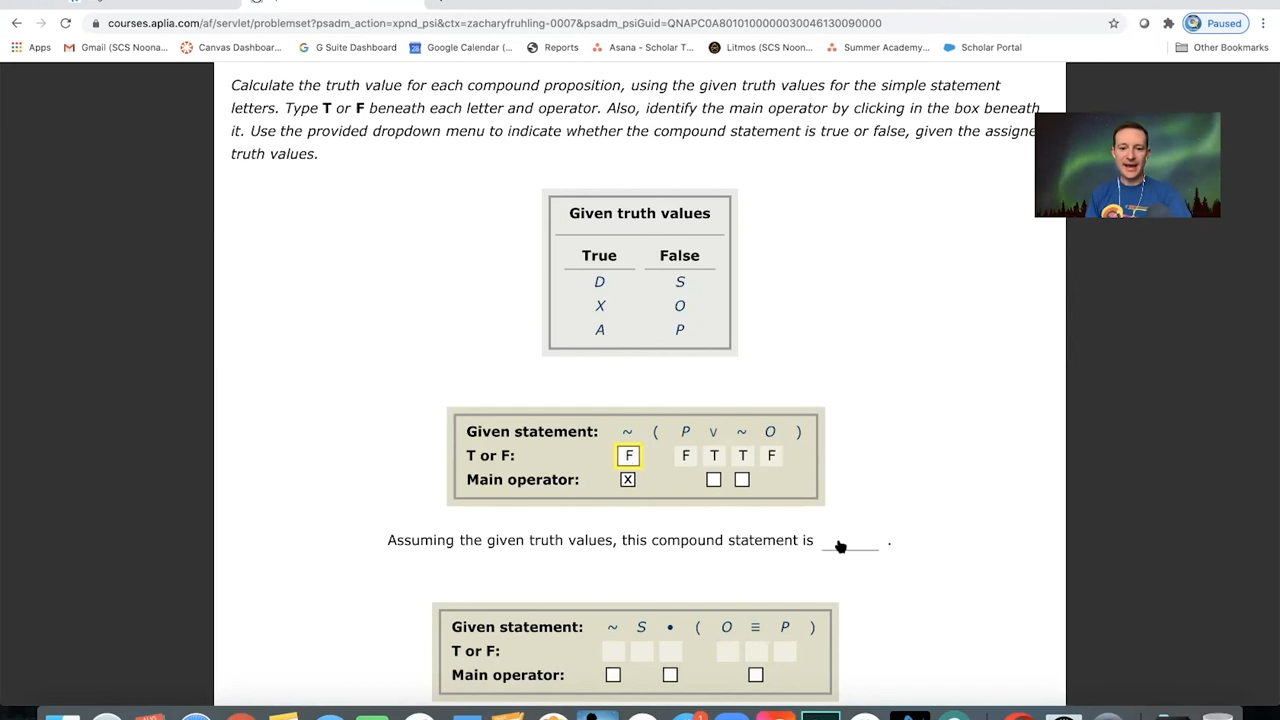 courses.aplia.com/af/servlet/problemset?psadm_action=xpnd_psi&ctx=zacharyfruhling-0007&psadm_psiGuid=QNAPC0A80101000000030046130090000
Paused
Apps Gmail (SCS Noona... Canvas Dashboar... G Suite Dashboard Google Calendar (... Reports Asana - Scholar T... Litmos (SCS Noon... Summer Academy... Scholar Portal Other Bookmarks
Calculate the truth value for each compound proposition, using the given truth values for the simple statement
letters. Type T or F beneath each letter and operator. Also, identify the main operator by clicking in the box beneath
it. Use the provided dropdown menu to indicate whether the compound statement is true or false, given the assigne
truth values.
Given truth values
True False
D S
X O
A P
Given statement: ~ ( P v ~ O )
T or F: F F T T F
Main operator: X
Assuming the given truth values, this compound statement is .
Given statement: ~ S • ( O ≡ P )
T or F:
Main operator: